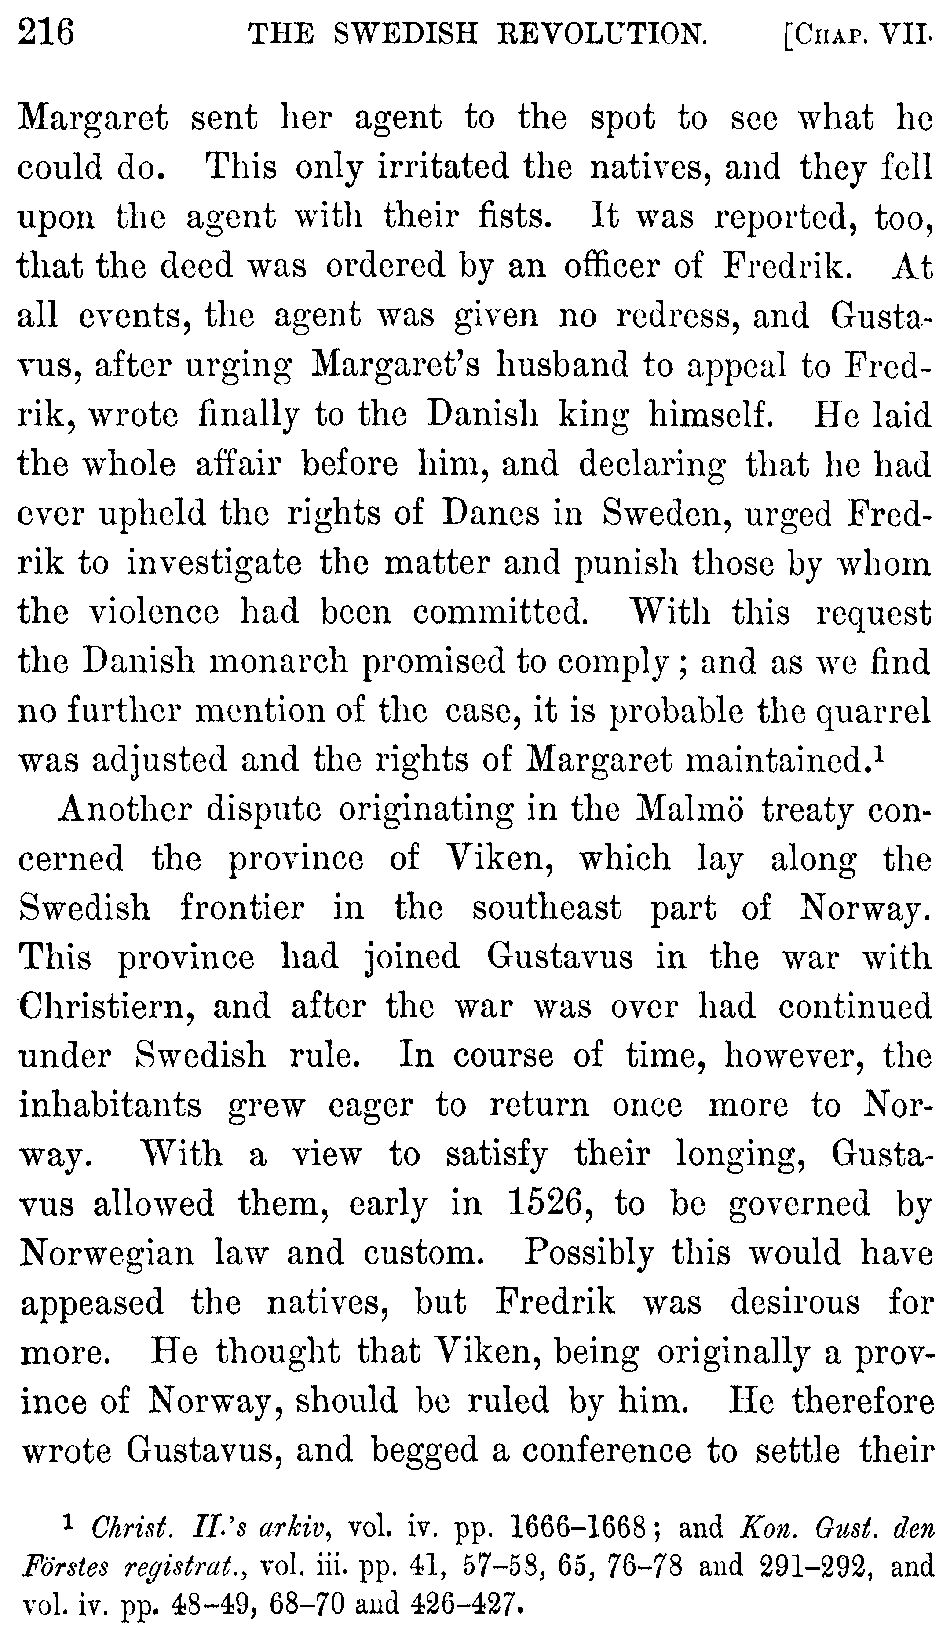 216 THE SWEDISH REVOLUTION. [CHAP. VII.
Margaret sent her agent to the spot to see what he
could do. This only irritated the natives, and they fell
upon the agent with their fists. It was reported, too,
that the deed was ordered by an officer of Fredrik. At
all events, the agent was given no redress, and Gusta-
vus, after urging Margaret's husband to appeal to Fred-
rik, wrote finally to the Danish king himself. He laid
the whole affair before him, and declaring that he had
ever upheld the rights of Danes in Sweden, urged Fred-
rik to investigate the matter and punish those by whom
the violence had been committed. With this request
the Danish monarch promised to comply; and as we find
no further mention of the case, it is probable the quarrel
was adjusted and the rights of Margaret maintained.¹
Another dispute originating in the Malmö treaty con-
cerned the province of Viken, which lay along the
Swedish frontier in the southeast part of Norway.
This province had joined Gustavus in the war with
Christiern, and after the war was over had continued
under Swedish rule. In course of time, however, the
inhabitants grew eager to return once more to Nor-
way. With a view to satisfy their longing, Gusta-
vus allowed them, early in 1526, to be governed by
Norwegian law and custom. Possibly this would have
appeased the natives, but Fredrik was desirous for
more. He thought that Viken, being originally a prov-
ince of Norway, should be ruled by him. He therefore
wrote Gustavus, and begged a conference to settle their
¹ Christ. II.'s arkiv, vol. iv. pp. 1666–1668; and Kon. Gust. den
Förstes registrat., vol. iii. pp. 41, 57–58, 65, 76–78 and 291–292, and
vol. iv. pp. 48–49, 68–70 and 426–427.